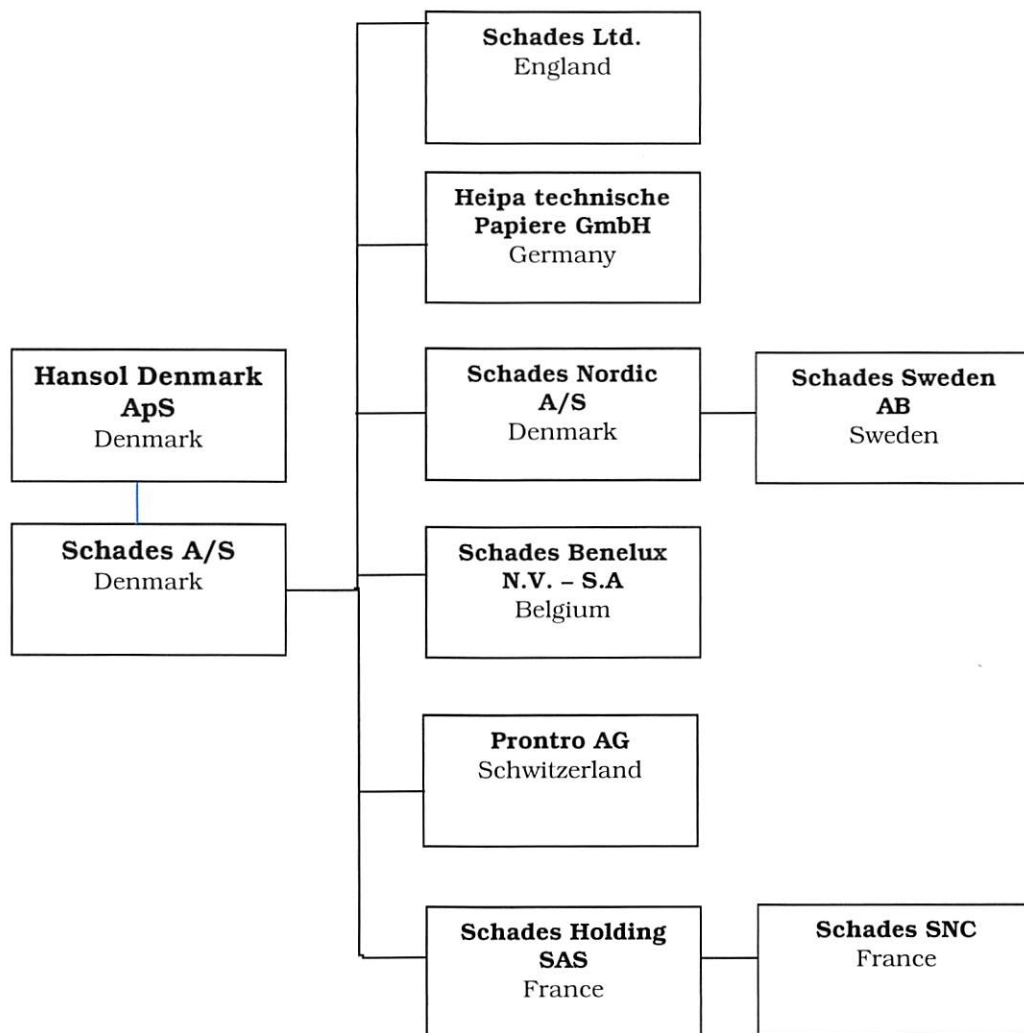 Schades Ltd.
England
Heipa technische
Papiere GmbH
Germany
Hansol Denmark
ApS
Denmark
Schades Nordic
A/S
Denmark
Schades Sweden
AB
Sweden
Schades A/S
Denmark
Schades Benelux
N.V. – S.A
Belgium
Prontro AG
Schwitzerland
Schades Holding
SAS
France
Schades SNC
France